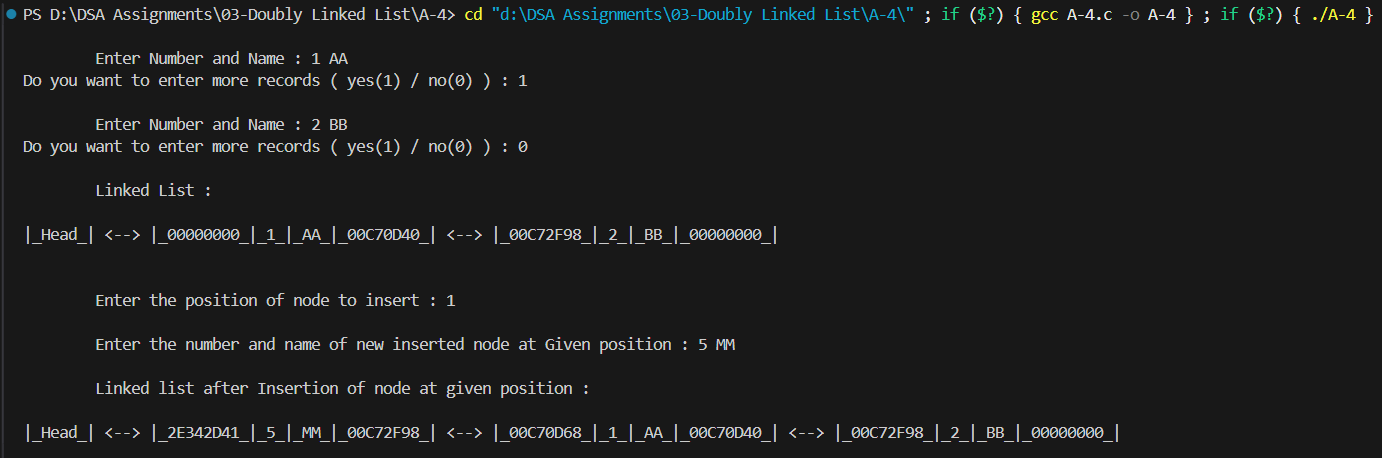 PS D:\DSA Assignments\03-Doubly Linked List\A-4> cd "d:\DSA Assignments\03-Doubly Linked List\A-4\" ; if ($?) { gcc A-4.c -o A-4 } ; if ($?) { ./A-4 }
Enter Number and Name : 1 AA
Do you want to enter more records ( yes(1) / no(0) ) : 1
Enter Number and Name : 2 BB
Do you want to enter more records ( yes(1) / no(0) ) : 0
Linked List :
|_Head_| <--> |_00000000_|_1_|_AA_|_00C70D40_| <--> |_00C72F98_|_2_|_BB_|_00000000_|
Enter the position of node to insert : 1
Enter the number and name of new inserted node at Given position : 5 MM
Linked list after Insertion of node at given position :
|_Head_| <--> |_2E342D41_|_5_|_MM_|_00C72F98_| <--> |_00C70D68_|_1_|_AA_|_00C70D40_| <--> |_00C72F98_|_2_|_BB_|_00000000_|